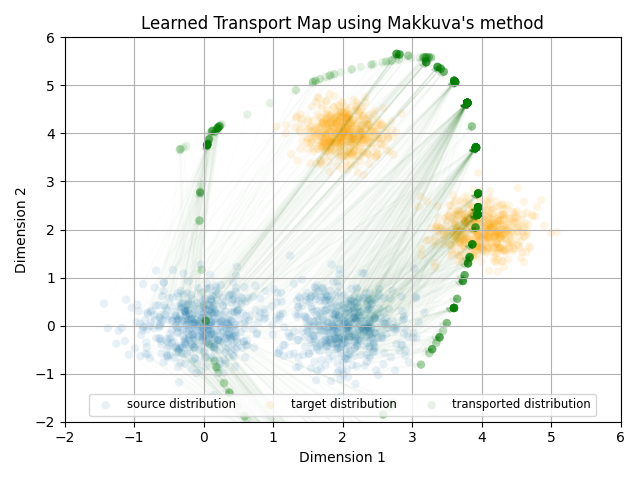 Learned Transport Map using Makkuva's method
6
5
4
3
2
1
0
−1
−2
Dimension 2
source distribution target distribution transported distribution
−2 −1 0 1 2 3 4 5 6
Dimension 1